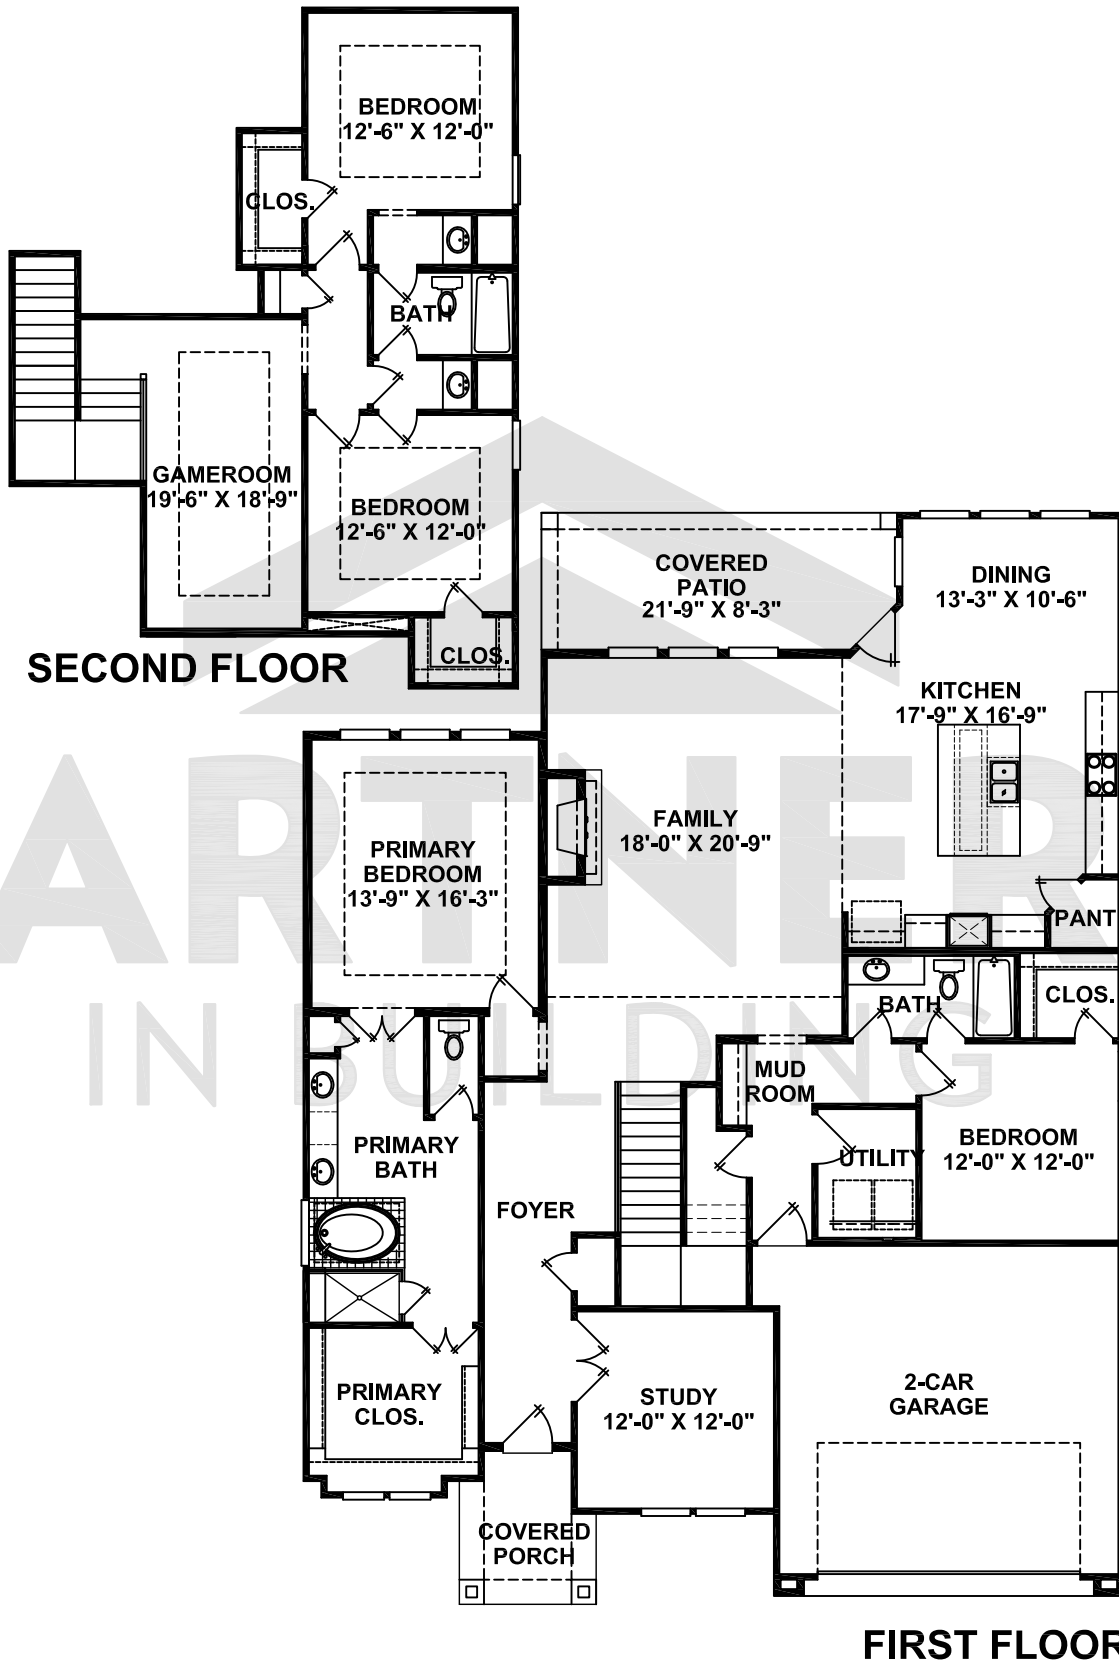 BEDROOM
12'-6" X 12'-0"
CLOS.
BATH
GAMEROOM
19'-6" X 18'-9"
BEDROOM
12'-6" X 12'-0"
CLOS.
SECOND FLOOR
COVERED
PATIO
21'-9" X 8'-3"
DINING
13'-3" X 10'-6"
KITCHEN
17'-9" X 16'-9"
FAMILY
18'-0" X 20'-9"
PRIMARY
BEDROOM
13'-9" X 16'-3"
PANT
BATH
CLOS.
MUD
ROOM
BEDROOM
12'-0" X 12'-0"
UTILITY
PRIMARY
BATH
FOYER
PRIMARY
CLOS.
STUDY
12'-0" X 12'-0"
2-CAR
GARAGE
COVERED
PORCH
FIRST FLOOR
ARTNER
IN BUILDING